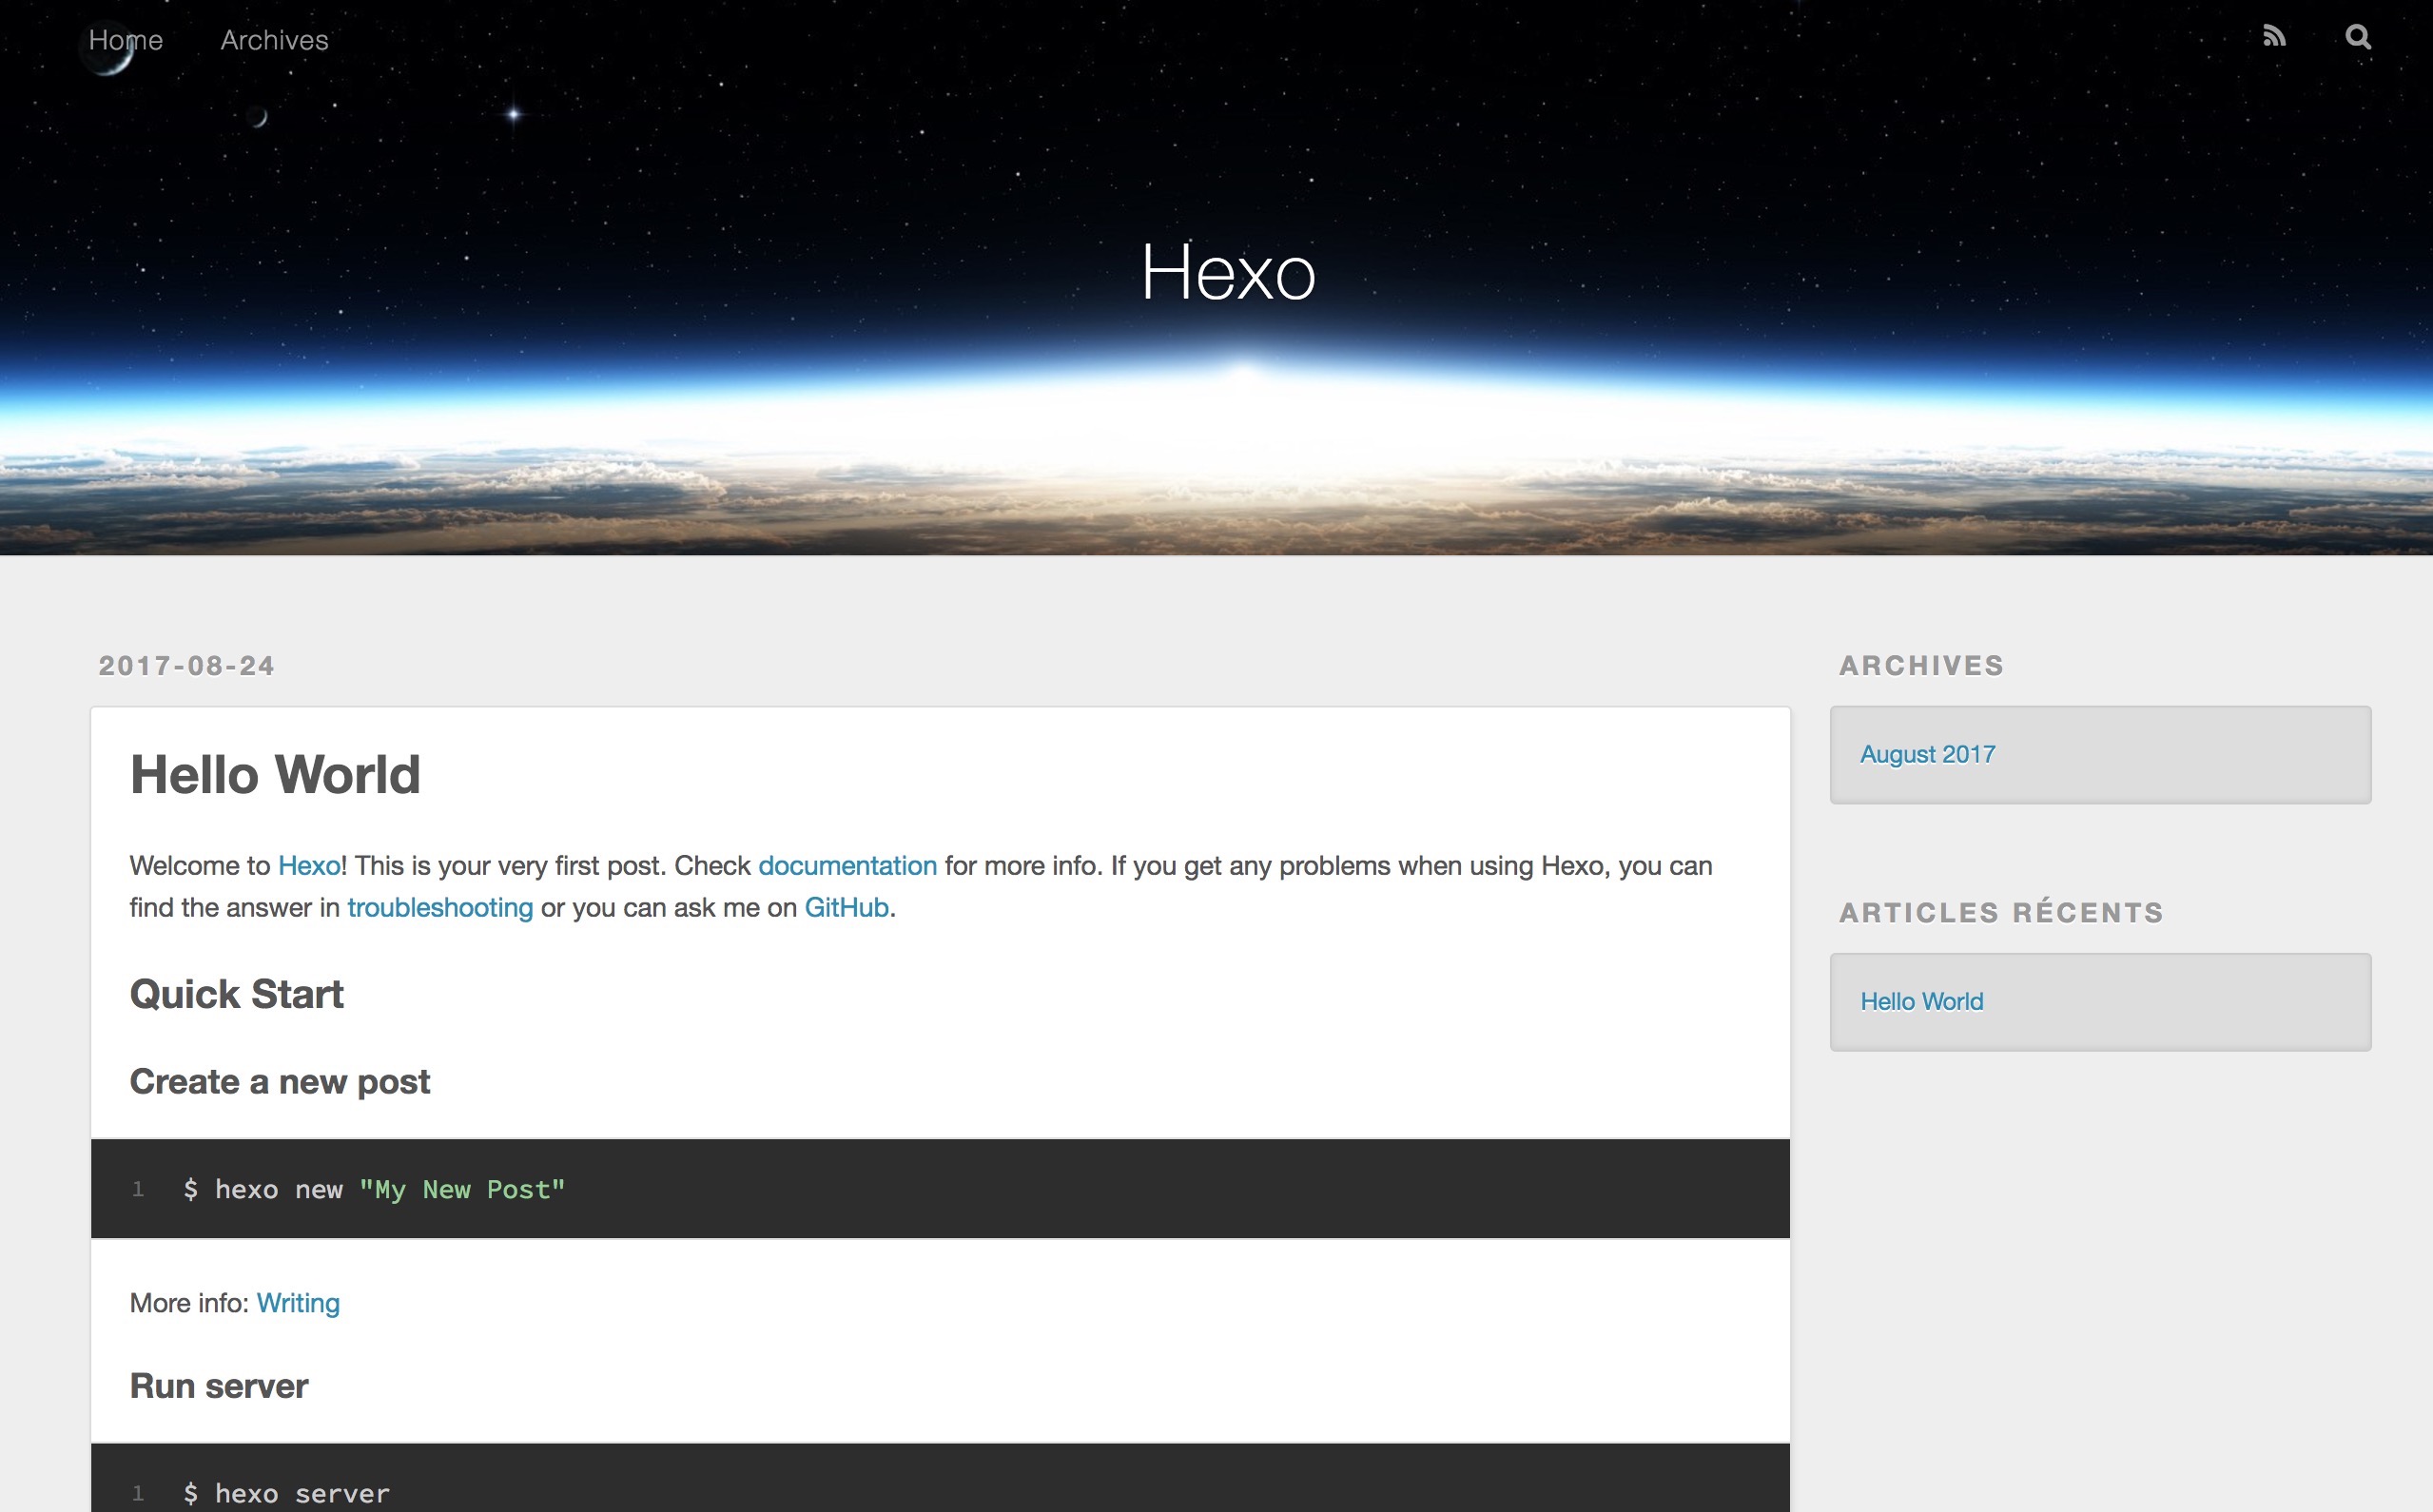 Home Archives
Hexo
2017-08-24
Hello World
Welcome to Hexo! This is your very first post. Check documentation for more info. If you get any problems when using Hexo, you can
find the answer in troubleshooting or you can ask me on GitHub.
Quick Start
Create a new post
1 $ hexo new "My New Post"
More info: Writing
Run server
1 $ hexo server
ARCHIVES
August 2017
ARTICLES RÉCENTS
Hello World